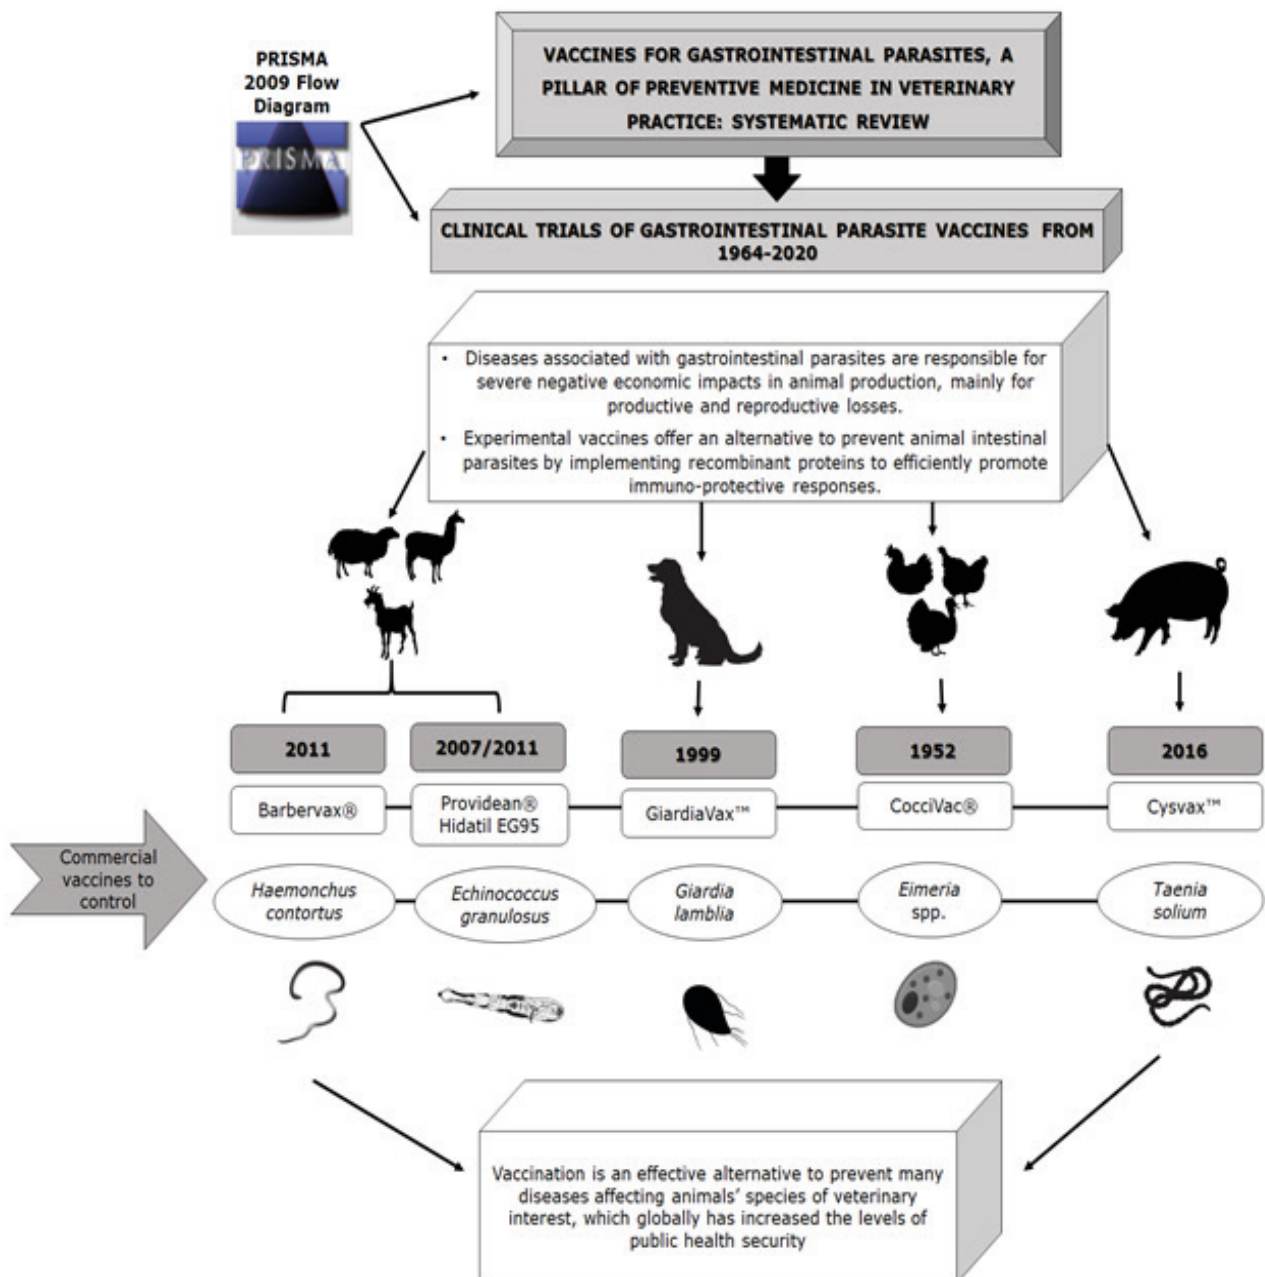 PRISMA
2009 Flow
Diagram
PRISMA
VACCINES FOR GASTROINTESTINAL PARASITES, A
PILLAR OF PREVENTIVE MEDICINE IN VETERINARY
PRACTICE: SYSTEMATIC REVIEW
CLINICAL TRIALS OF GASTROINTESTINAL PARASITE VACCINES FROM
1964-2020
• Diseases associated with gastrointestinal parasites are responsible for
severe negative economic impacts in animal production, mainly for
productive and reproductive losses.
• Experimental vaccines offer an alternative to prevent animal intestinal
parasites by implementing recombinant proteins to efficiently promote
immuno-protective responses.
2011
2007/2011
1999
1952
2016
Barbervax®
Providean®
Hidatil EG95
GiardiaVax™
CocciVac®
Cysvax™
Commercial
vaccines to
control
Haemonchus
contortus
Echinococcus
granulosus
Giardia
lamblia
Eimeria
spp.
Taenia
solium
Vaccination is an effective alternative to prevent many
diseases affecting animals' species of veterinary
interest, which globally has increased the levels of
public health security